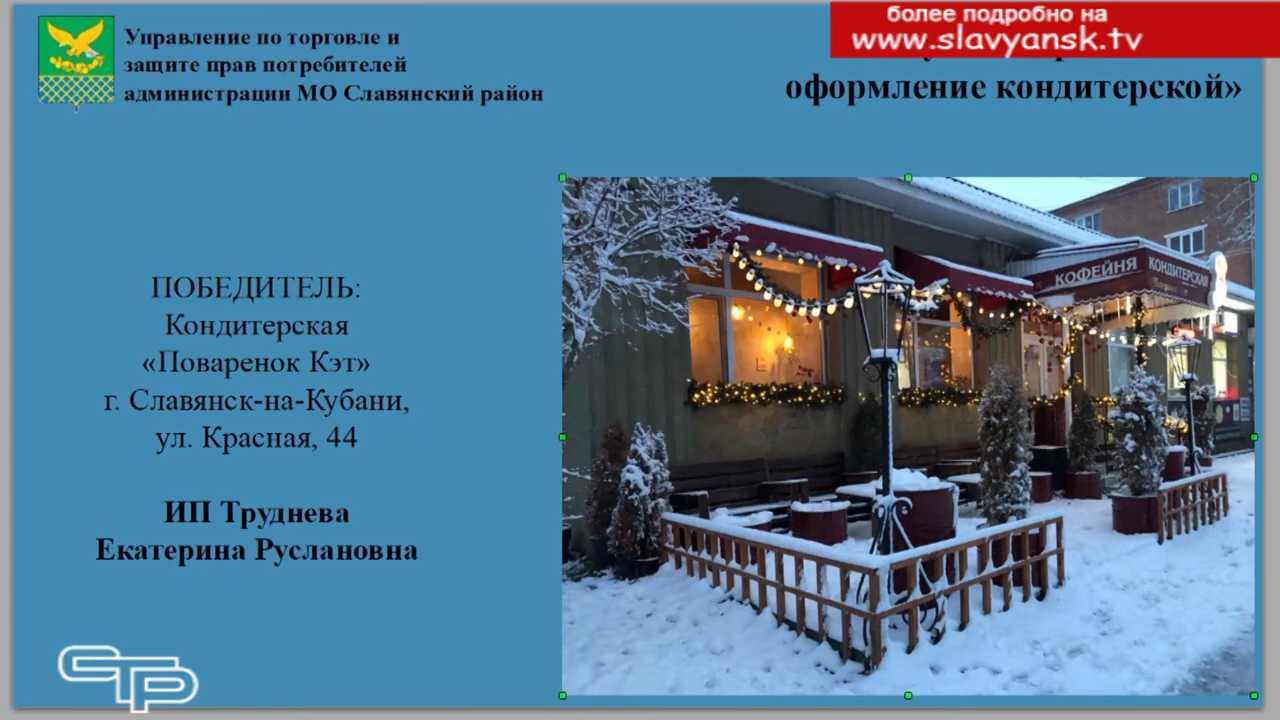 более подробно на
www.slavyansk.tv
Управление по торговле и
защите прав потребителей
администрации МО Славянский район
оформление кондитерской»
КОФЕЙНЯ
КОНДИТЕРСКАЯ
ПОБЕДИТЕЛЬ:
Кондитерская
«Поваренок Кэт»
г. Славянск-на-Кубани,
ул. Красная, 44
ИП Труднева
Екатерина Руслановна
СТР